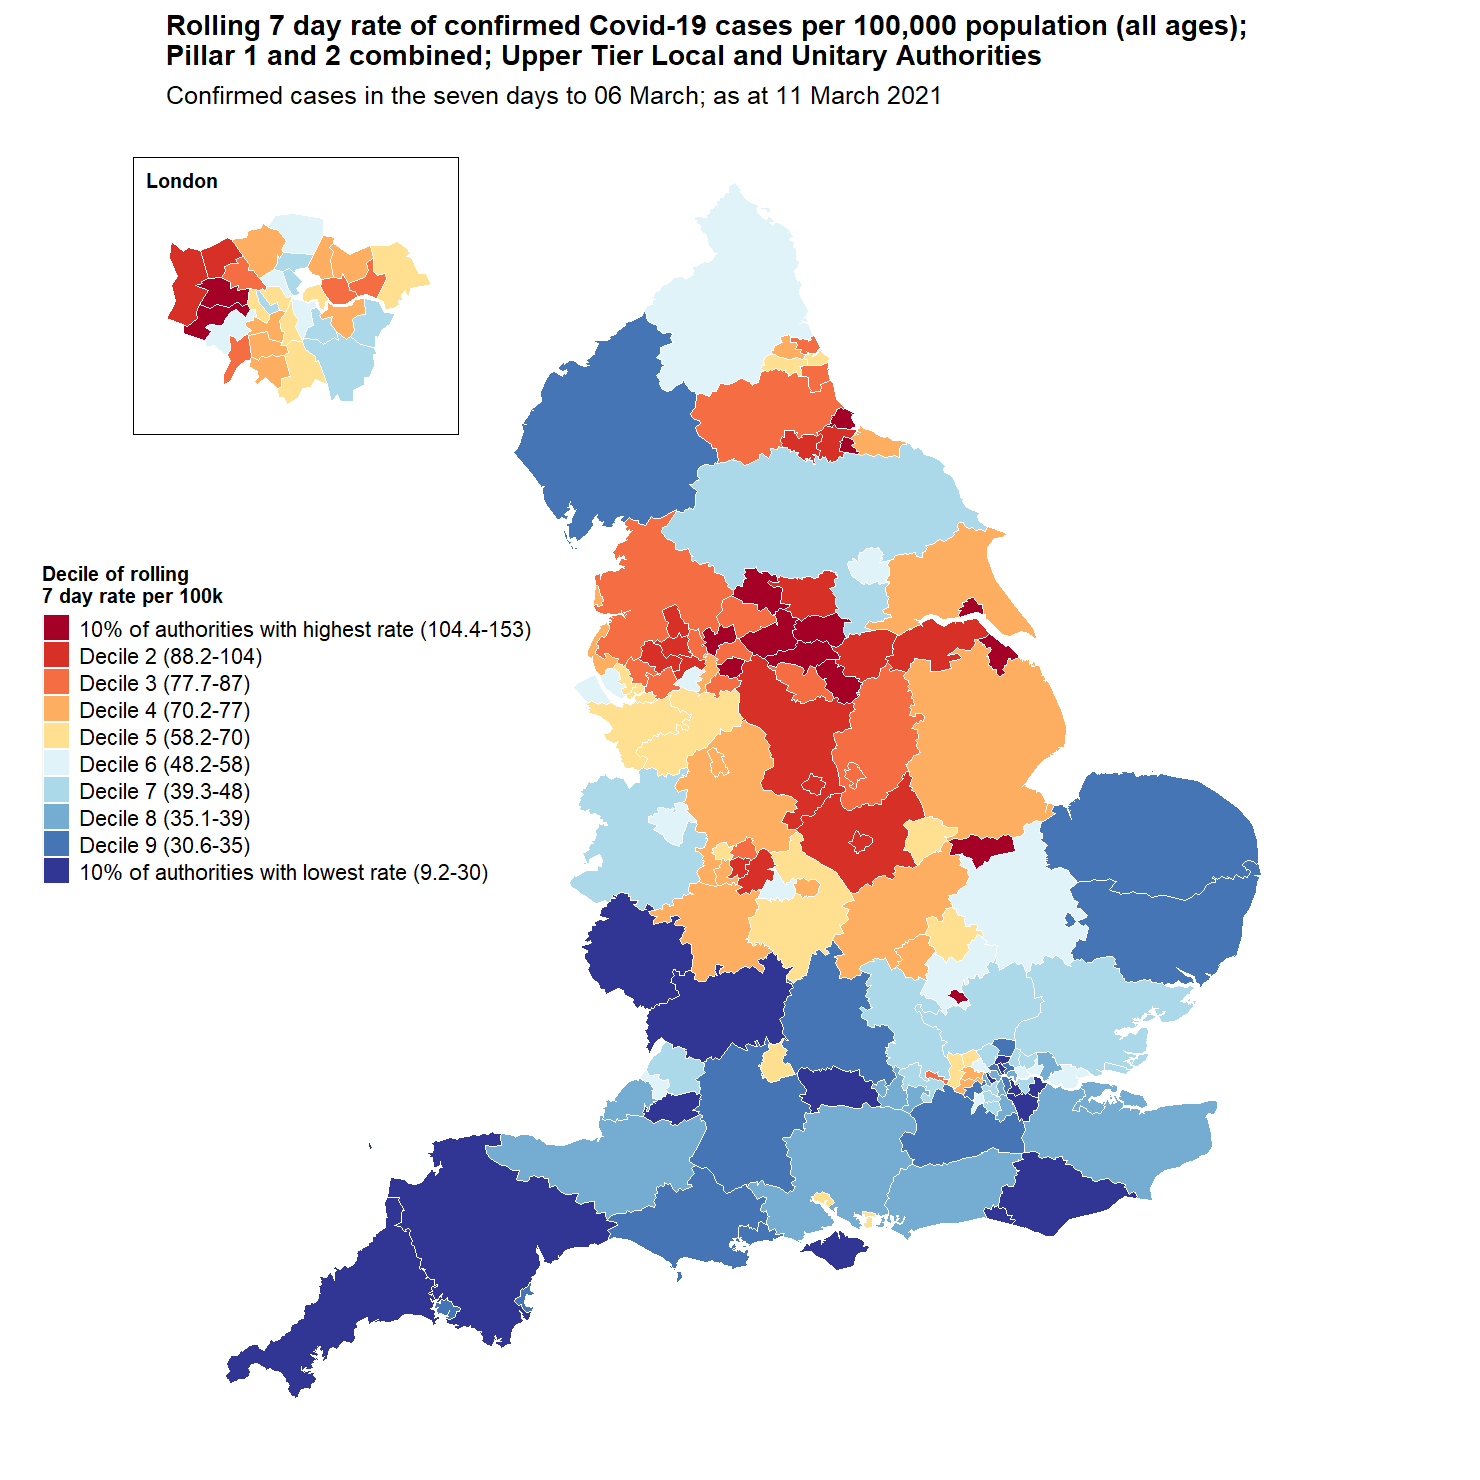 Rolling 7 day rate of confirmed Covid-19 cases per 100,000 population (all ages);
Pillar 1 and 2 combined; Upper Tier Local and Unitary Authorities
Confirmed cases in the seven days to 06 March; as at 11 March 2021
London
Decile of rolling
7 day rate per 100k
10% of authorities with highest rate (104.4-153)
Decile 2 (88.2-104)
Decile 3 (77.7-87)
Decile 4 (70.2-77)
Decile 5 (58.2-70)
Decile 6 (48.2-58)
Decile 7 (39.3-48)
Decile 8 (35.1-39)
Decile 9 (30.6-35)
10% of authorities with lowest rate (9.2-30)